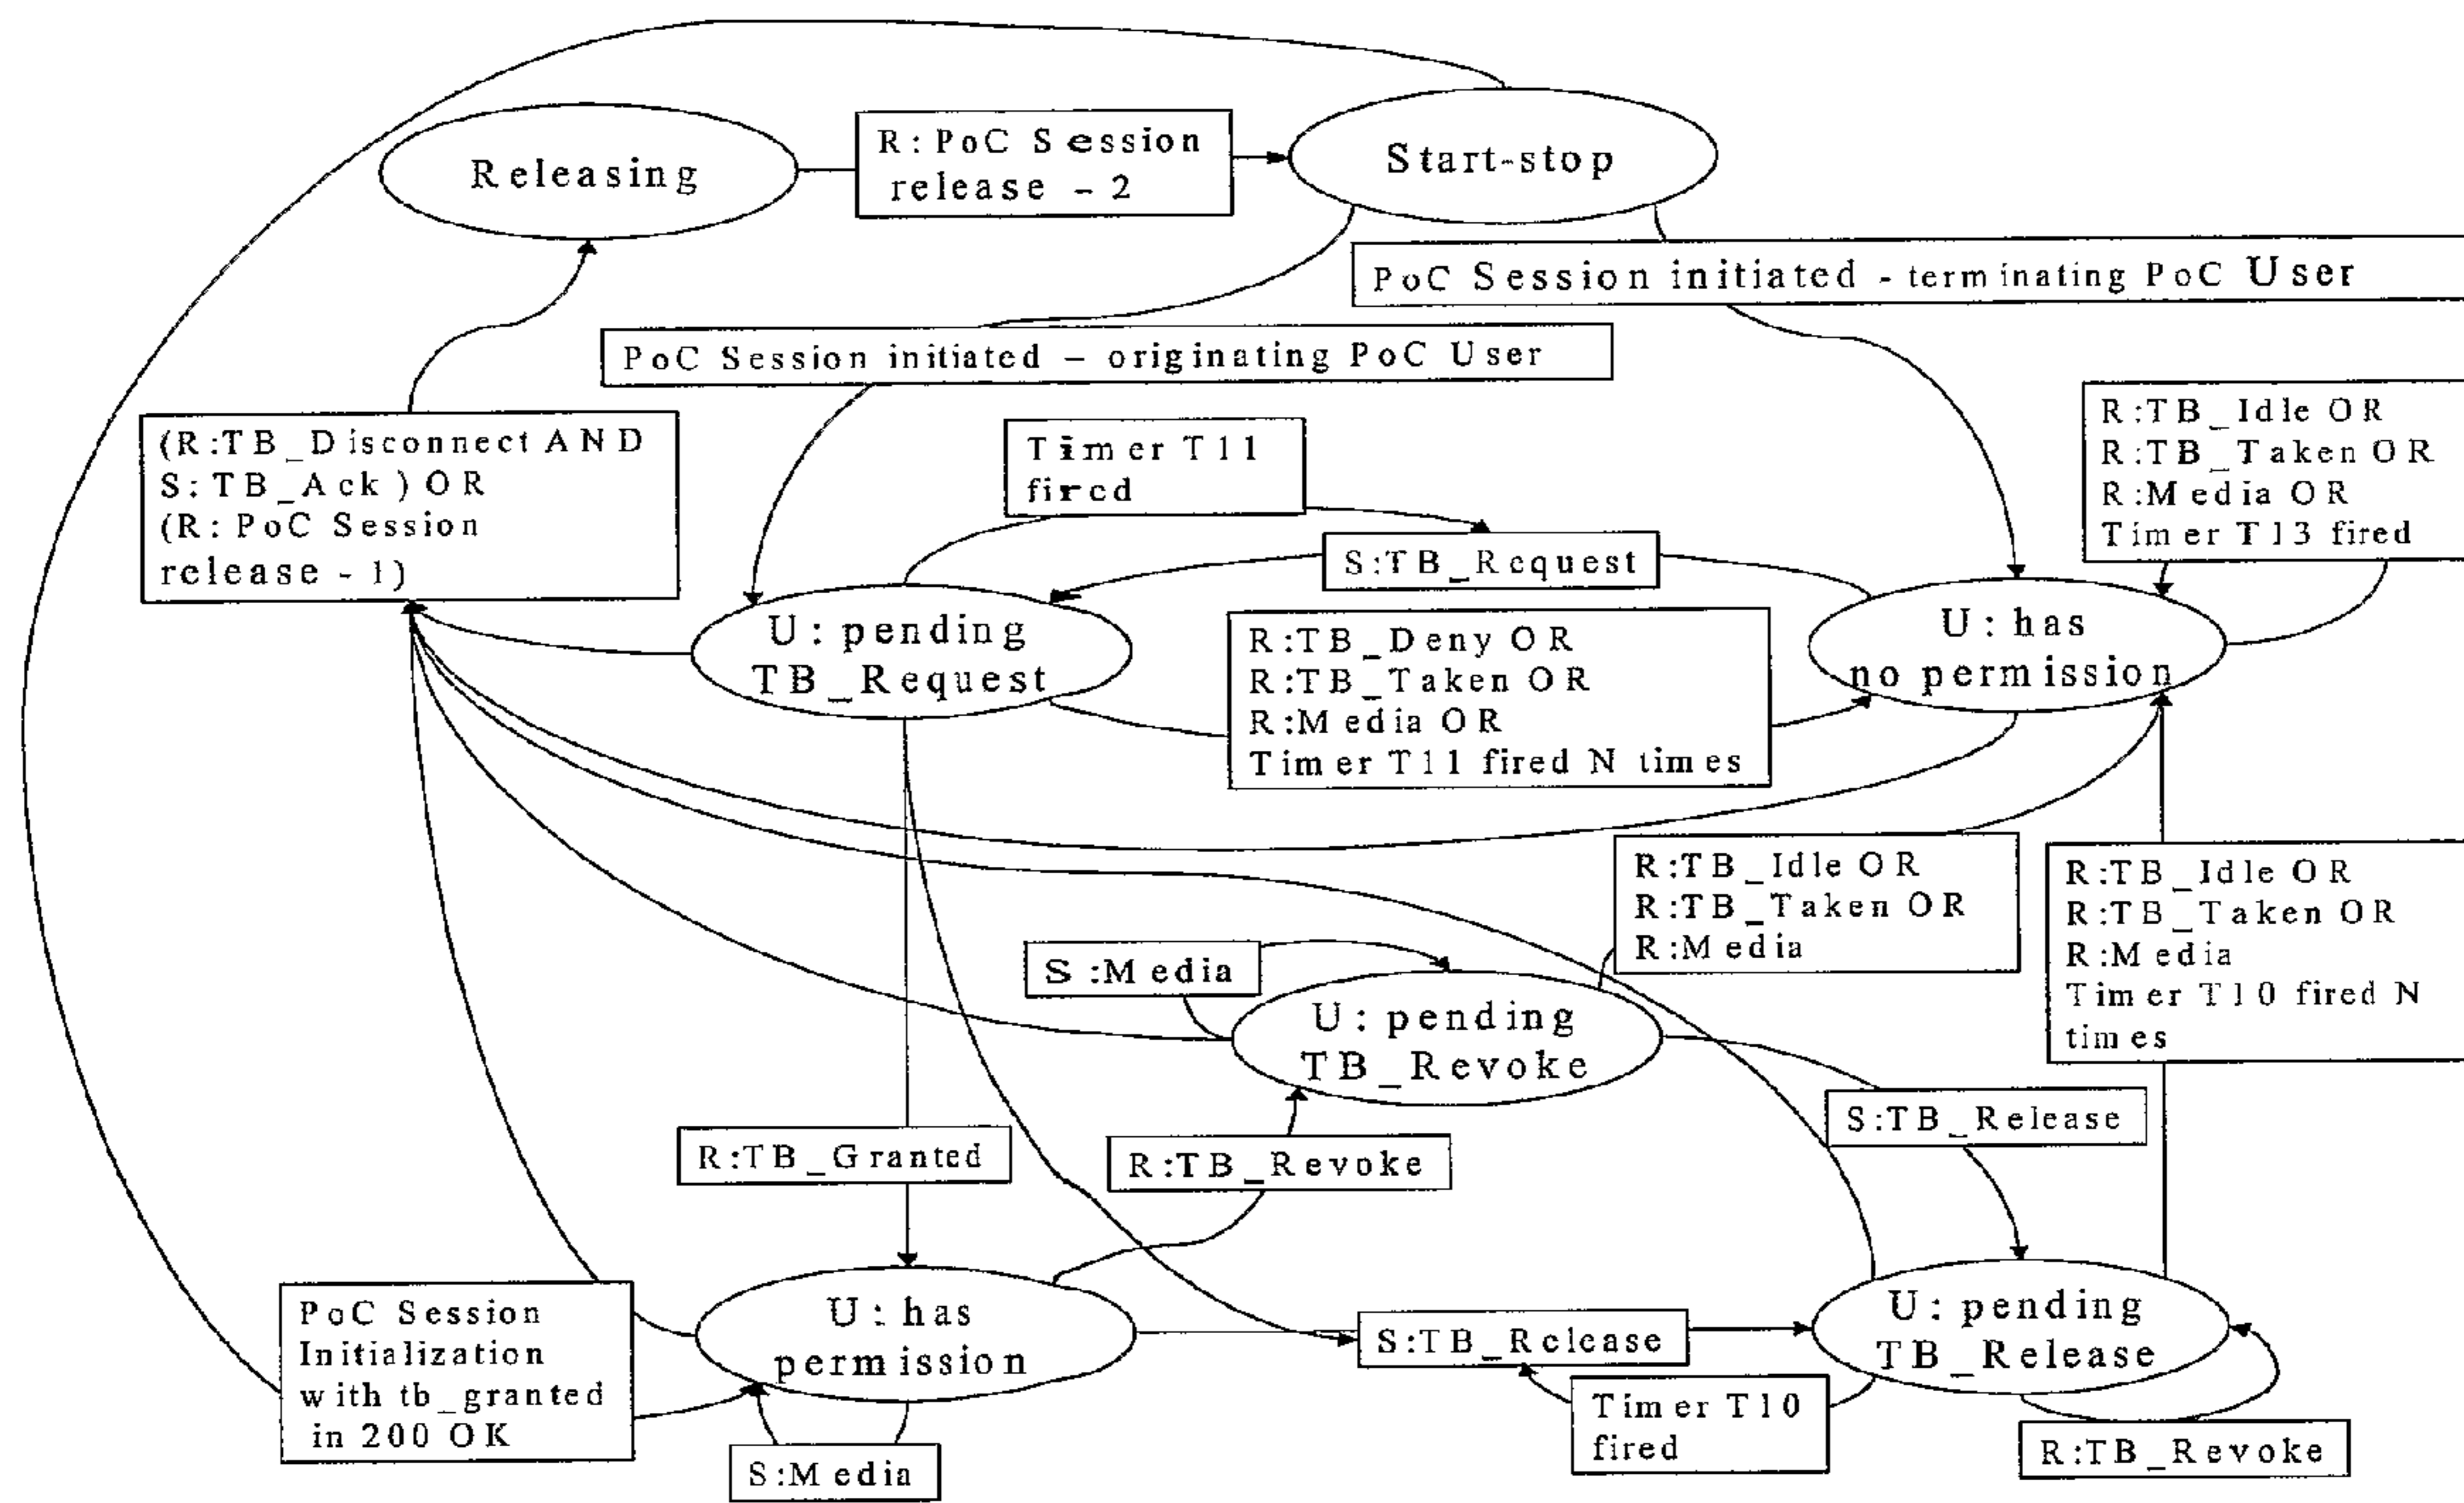 R:PoC Session
release - 2
Releasing
Start-stop
PoC Session initiated - terminating PoC User
PoC Session initiated – originating PoC User
(R:TB_Disconnect AND
S:TB_Ack) OR
(R: PoC Session
release - 1)
Timer T11
fired
R:TB_Idle OR
R:TB_Taken OR
R:Media OR
Timer T13 fired
S:TB_Request
U: pending
TB_Request
R:TB_Deny OR
R:TB_Taken OR
R:Media OR
Timer T11 fired N times
U: has
no permission
R:TB_Idle OR
R:TB_Taken OR
R:Media
R:TB_Idle OR
R:TB_Taken OR
R:Media
Timer T10 fired N
times
S:Media
U: pending
TB_Revoke
S:TB_Release
R:TB_Granted
R:TB_Revoke
PoC Session
Initialization
with tb_granted
in 200 OK
U: has
permission
S:TB_Release
U: pending
TB_Release
Timer T10
fired
S:Media
R:TB_Revoke